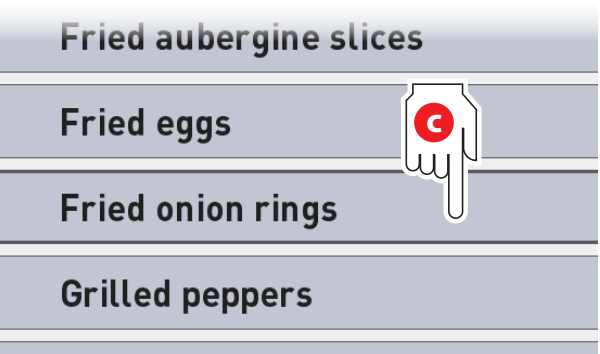 Fried aubergine slices
Fried eggs
c
Fried onion rings
Grilled peppers